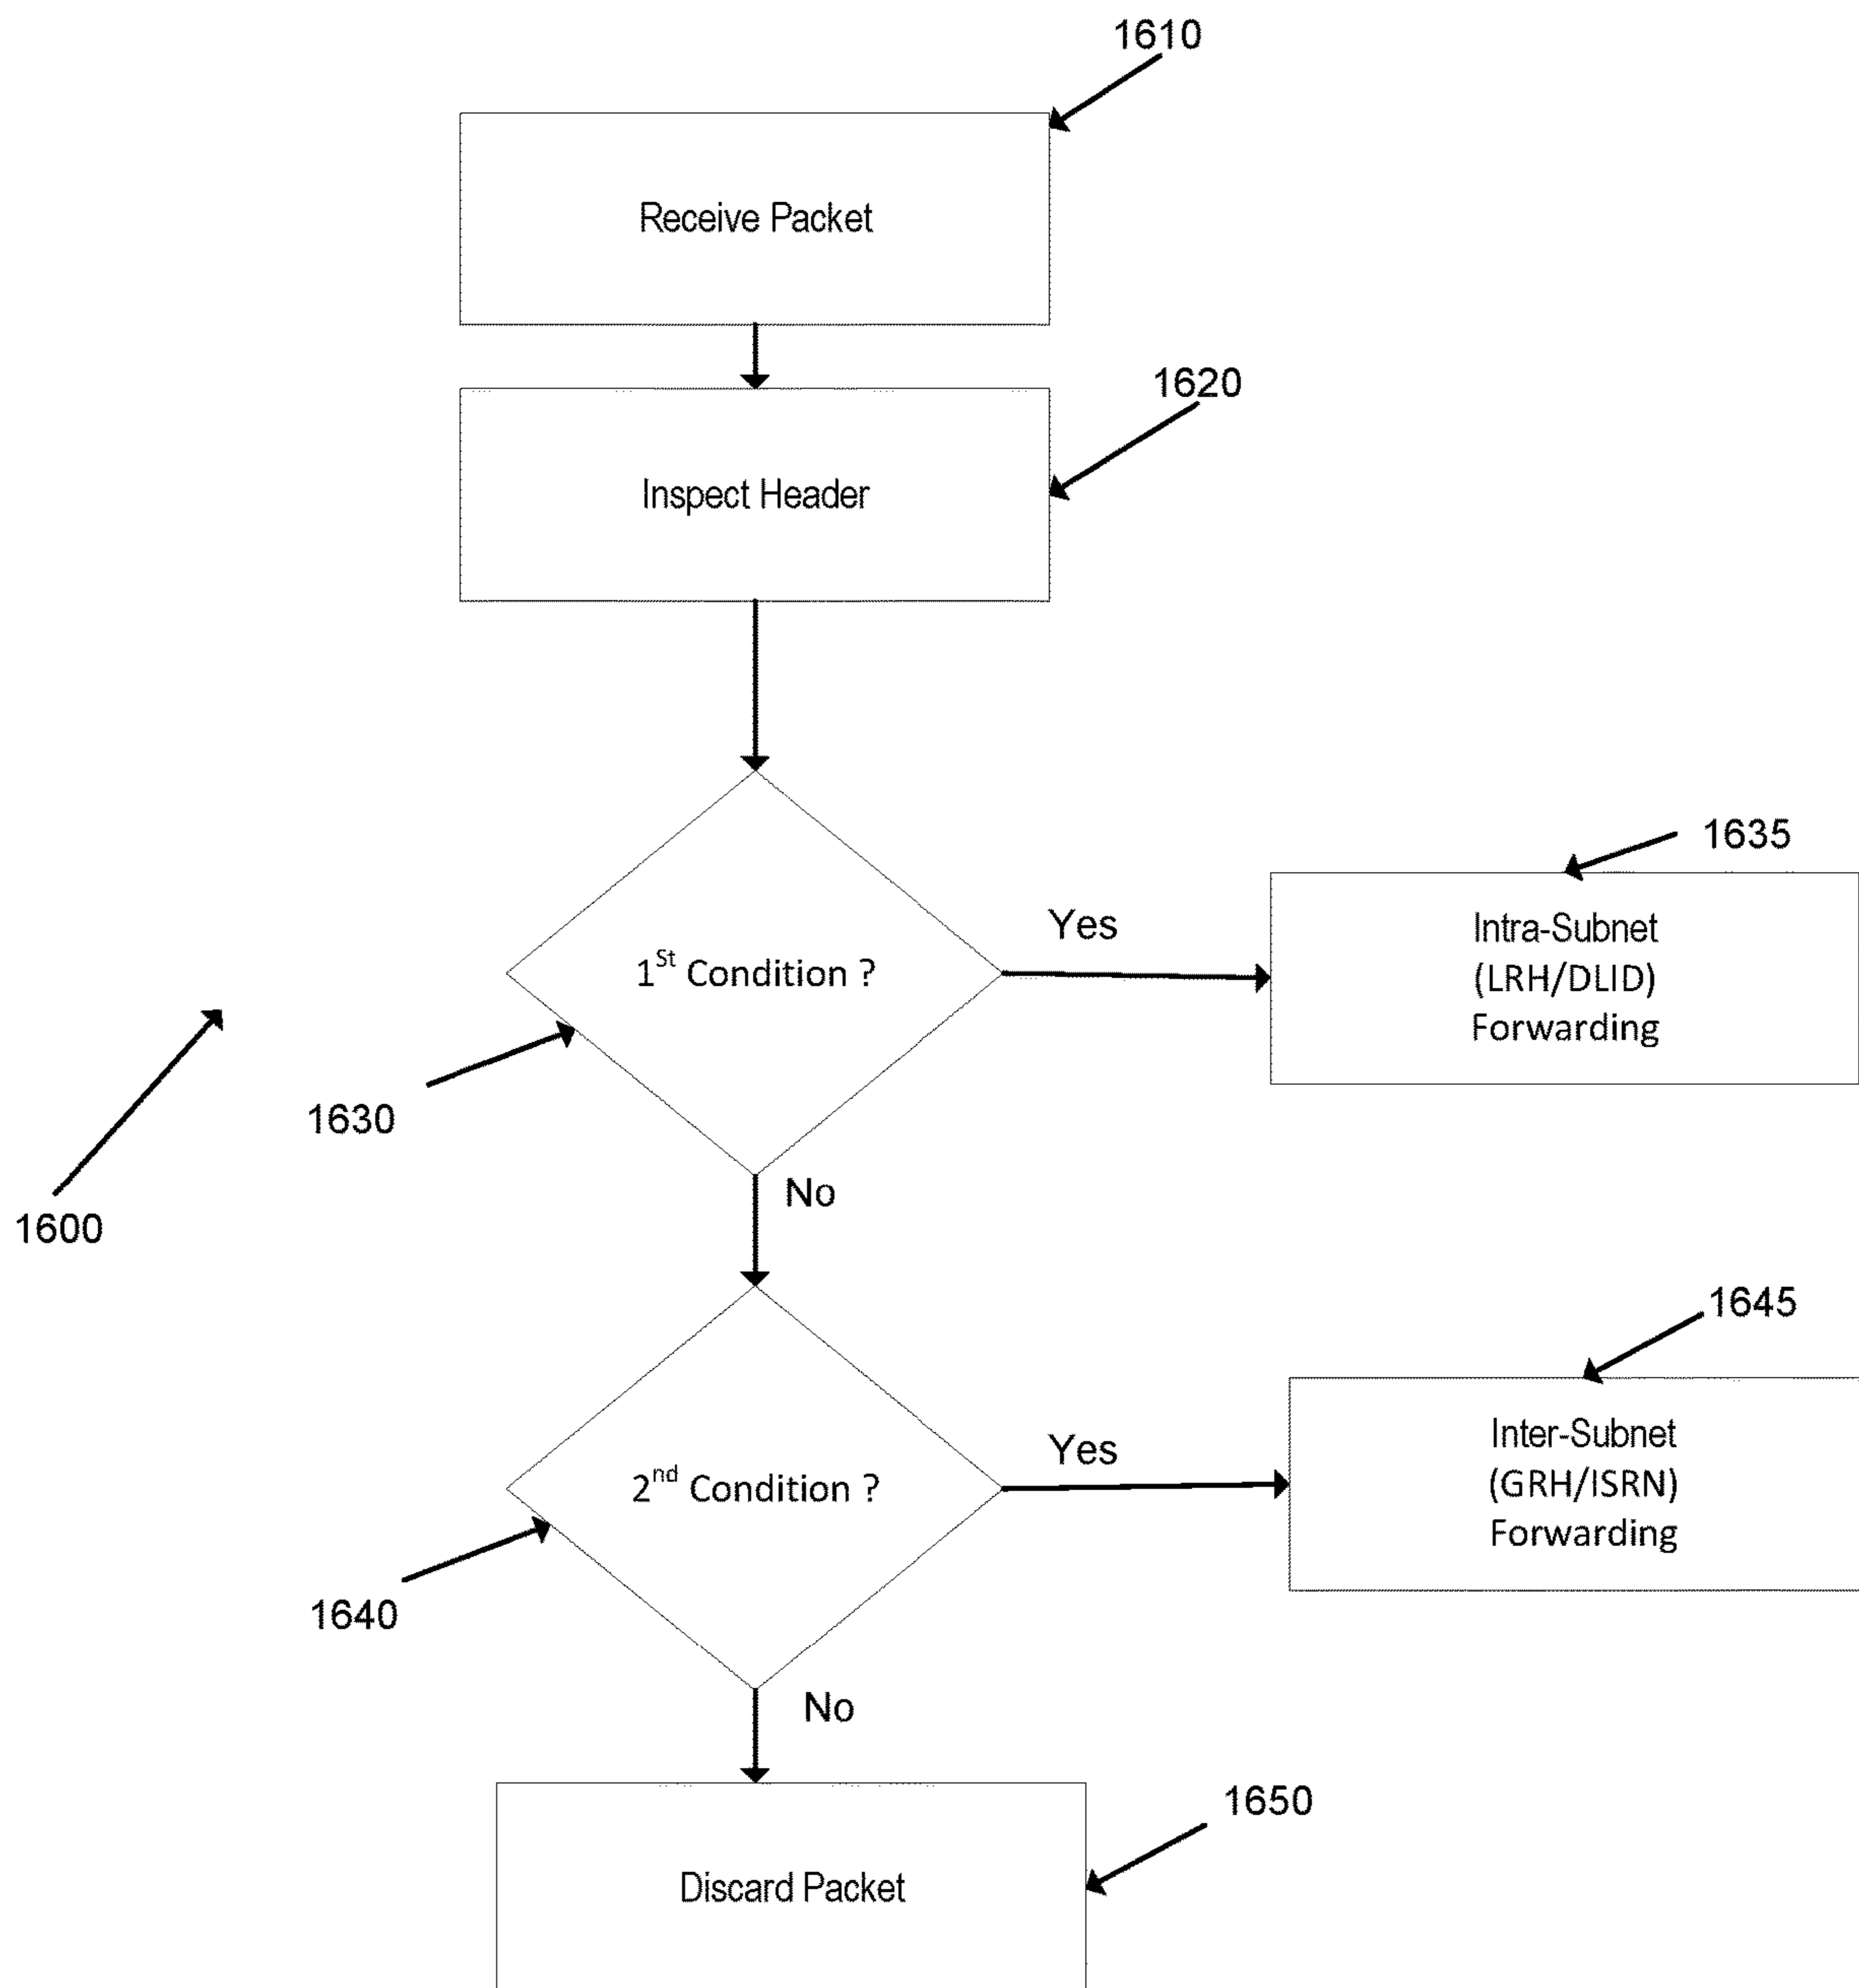 1610
Receive Packet
1620
Inspect Header
1635
Yes
Intra-Subnet
(LRH/DLID)
Forwarding
1St Condition ?
1630
No
1600
1645
Yes
Inter-Subnet
(GRH/ISRN)
Forwarding
2nd Condition ?
1640
No
1650
Discard Packet